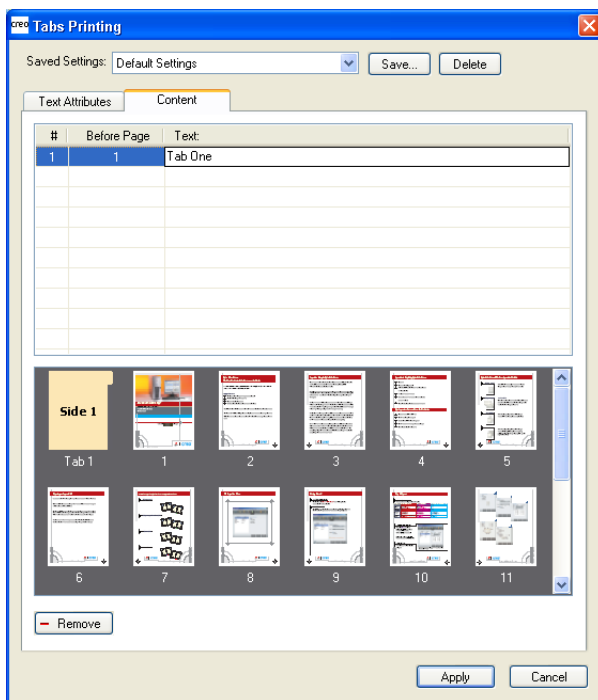 creo Tabs Printing
Saved Settings: Default Settings Save... Delete
Text Attributes Content
# Before Page Text:
1 1 Tab One
Side 1
Tab 1 1 2 3 4 5
6 7 8 9 10 11
Remove
Apply Cancel